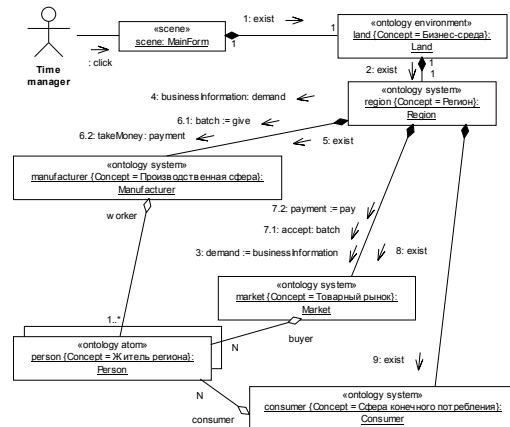 1: exist
«scene»
scene: MainForm
1
1
«ontology environment»
land {Concept = Бизнес-среда}:
Land
Time
manager
: click
2: exist
1
1
«ontology system»
region {Concept = Регион}:
Region
4: businessInformation: demand
6.1: batch := give
6.2: takeMoney: payment
5: exist
«ontology system»
manufacturer {Concept = Производственная сфера}:
Manufacturer
worker
7.2: payment := pay
7.1: accept: batch
3: demand := businessInformation
8: exist
«ontology system»
market {Concept = Товарный рынок}:
Market
1..*
N
buyer
«ontology atom»
person {Concept = Житель региона}:
Person
9: exist
N
consumer
«ontology system»
consumer {Concept = Сфера конечного потребления}:
Consumer